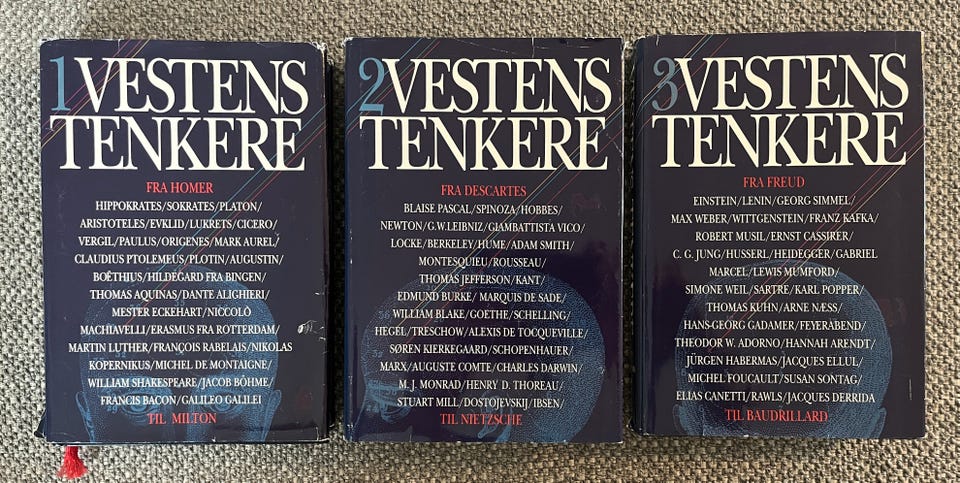 1 VESTENS
TENKERE
FRA HOMER
HIPPOKRATES/SOKRATES/PLATON/
ARISTOTELES/EVKLID/LUKRETS/CICERO/
VERGIL/PAULUS/ORIGENES/MARK AUREL/
CLAUDIUS PTOLEMEUS/PLOTIN/AUGUSTIN/
BOËTHIUS/HILDEGARD FRA BINGEN/
THOMAS AQUINAS/DANTE ALIGHIERI/
MESTER ECKEHART/NICCOLÒ
MACHIAVELLI/ERASMUS FRA ROTTERDAM/
MARTIN LUTHER/FRANÇOIS RABELAIS/NIKOLAS
KOPERNIKUS/MICHEL DE MONTAIGNE/
WILLIAM SHAKESPEARE/JACOB BÖHME/
FRANCIS BACON/GALILEO GALILEI
TIL MILTON
2 VESTENS
TENKERE
FRA DESCARTES
BLAISE PASCAL/SPINOZA/HOBBES/
NEWTON/G.W.LEIBNIZ/GIAMBATTISTA VICO/
LOCKE/BERKELEY/HUME/ADAM SMITH/
MONTESQUIEU/ROUSSEAU/
THOMAS JEFFERSON/KANT/
EDMUND BURKE/MARQUIS DE SADE/
WILLIAM BLAKE/GOETHE/SCHELLING/
HEGEL/TRESCHOW/ALEXIS DE TOCQUEVILLE/
SØREN KIERKEGAARD/SCHOPENHAUER/
MARX/AUGUSTE COMTE/CHARLES DARWIN/
M. J. MONRAD/HENRY D. THOREAU/
STUART MILL/DOSTOJEVSKIJ/IBSEN/
TIL NIETZSCHE
3 VESTENS
TENKERE
FRA FREUD
EINSTEIN/LENIN/GEORG SIMMEL/
MAX WEBER/WITTGENSTEIN/FRANZ KAFKA/
ROBERT MUSIL/ERNST CASSIRER/
C. G. JUNG/HUSSERL/HEIDEGGER/GABRIEL
MARCEL/LEWIS MUMFORD/
SIMONE WEIL/SARTRE/KARL POPPER/
THOMAS KUHN/ARNE NÆSS/
HANS-GEORG GADAMER/FEYERABEND/
THEODOR W. ADORNO/HANNAH ARENDT/
JÜRGEN HABERMAS/JACQUES ELLUL/
MICHEL FOUCAULT/SUSAN SONTAG/
ELIAS CANETTI/RAWLS/JACQUES DERRIDA
TIL BAUDRILLARD